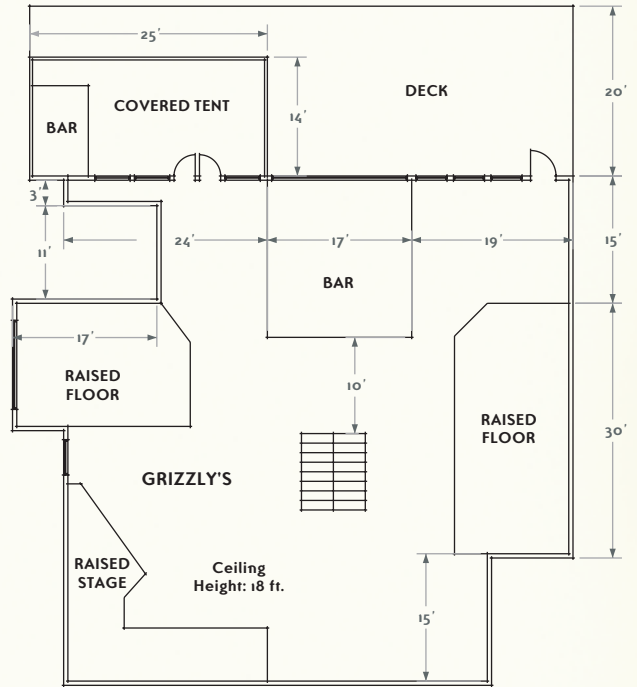 25'
COVERED TENT
BAR
14'
DECK
20'
3'
11'
24'
17'
19'
15'
BAR
17'
RAISED
FLOOR
10'
RAISED
FLOOR
30'
GRIZZLY'S
RAISED
STAGE
Ceiling
Height: 18 ft.
15'